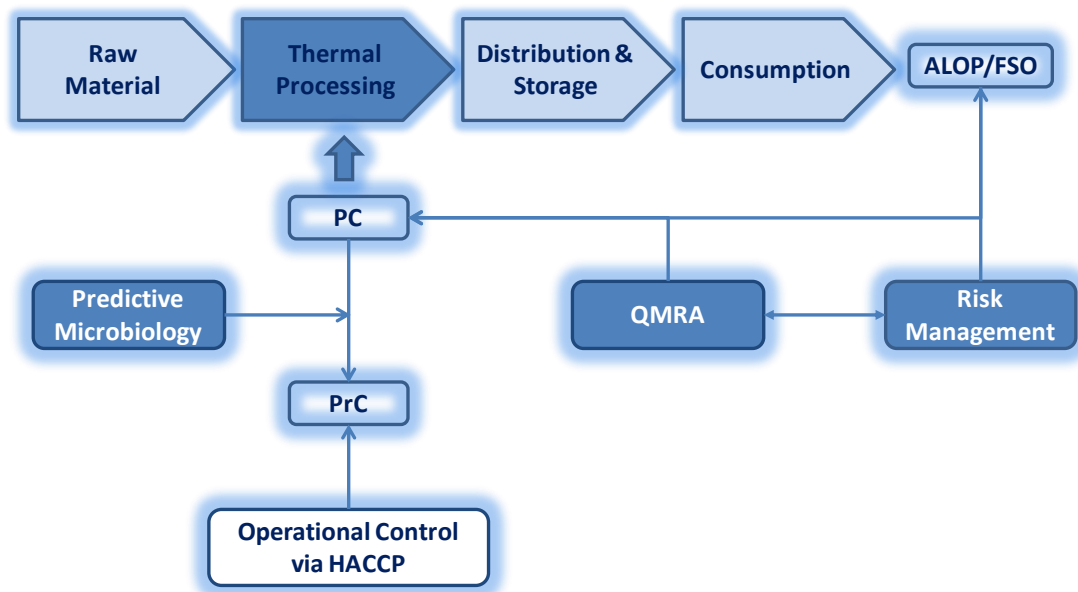 Raw
Material
Thermal
Processing
Distribution &
Storage
Consumption
ALOP/FSO
PC
Predictive
Microbiology
QMRA
Risk
Management
PrC
Operational Control
via HACCP